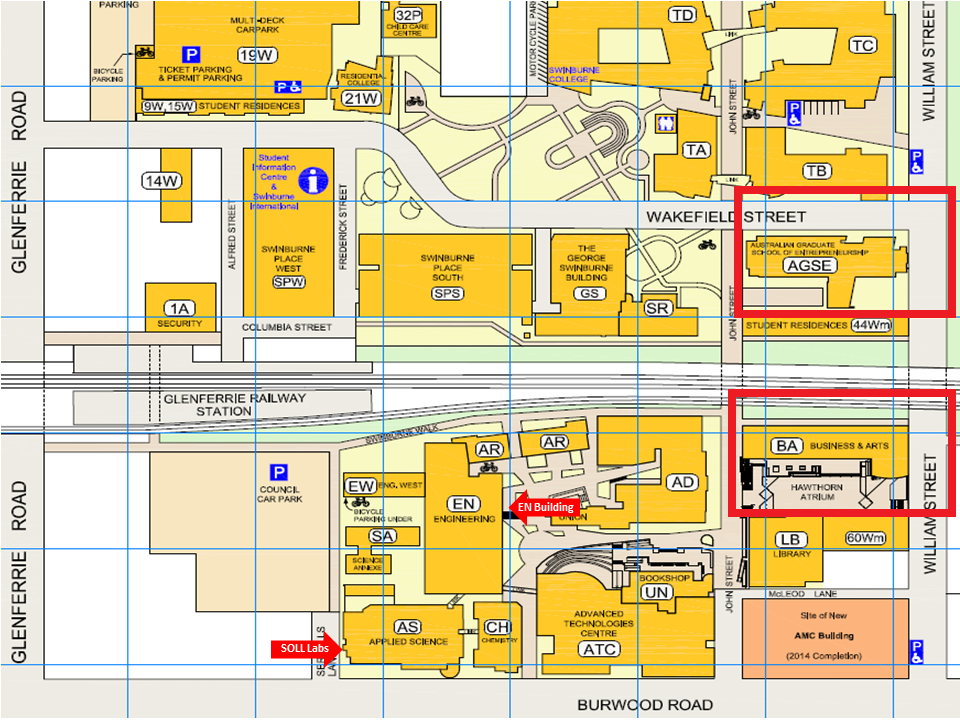 PARKING
MULTI-DECK
CARPARK
19W
P
TICKET PARKING
& PERMIT PARKING
P
BICYCLE
PARKING
9W, 15W
STUDENT RESIDENCES
RESIDENTIAL
COLLEGE
21W
32P
CHILD CARE
CENTRE
MOTORCYCLE PARK
SWINBURNE
COLLEGE
TD
LINK
TC
JOHN STREET
P
WILLIAM STREET
P
TA
LINK
TB
GLENFERRIE ROAD
14W
Student
Information
Centre
&
Swinburne
International
i
ALFRED STREET
FREDERICK STREET
SWINBURNE
PLACE
WEST
SPW
WAKEFIELD STREET
SWINBURNE
PLACE
SOUTH
SPS
THE
GEORGE
SWINBURNE
BUILDING
GS
SR
JOHN STREET
AUSTRALIAN GRADUATE
SCHOOL OF ENTREPRENEURSHIP
AGSE
STUDENT RESIDENCES
44Wm
1A
SECURITY
COLUMBIA STREET
GLENFERRIE RAILWAY
STATION
SWINBURNE WALK
AR
AR
BA
BUSINESS & ARTS
HAWTHORN
ATRIUM
P
COUNCIL
CAR PARK
EW
ENG, WEST
BICYCLE
PARKING UNDER
EN
ENGINEERING
EN Building
UNION
AD
SA
SCIENCE
ANNEXE
LB
LIBRARY
60Wm
WILLIAM STREET
GLENFERRIE ROAD
BOOKSHOP
UN
JOHN STREET
McLEOD LANE
ADVANCED
TECHNOLOGIES
CENTRE
ATC
AS
APPLIED SCIENCE
CH
CHEMISTRY
SOLL Labs
Site of New
AMC Building
(2014 Completion)
P
BURWOOD ROAD